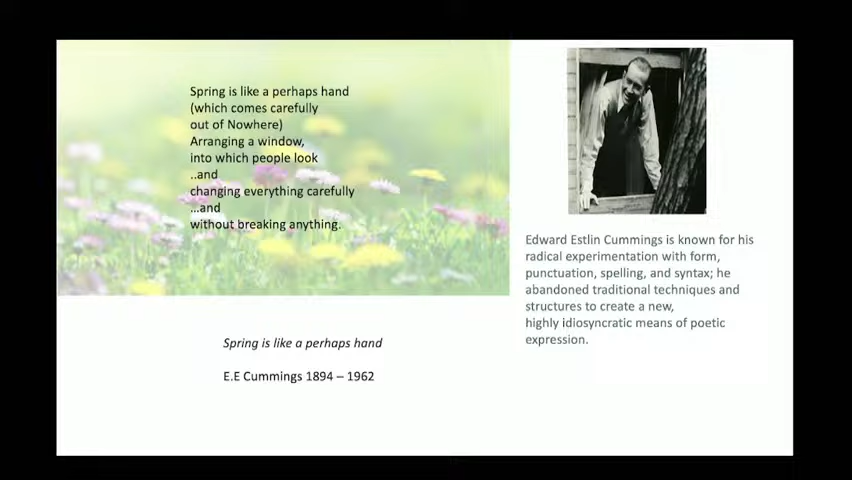 Spring is like a perhaps hand
(which comes carefully
out of Nowhere)
Arranging a window,
into which people look
..and
changing everything carefully
...and
without breaking anything.
Spring is like a perhaps hand
E.E Cummings 1894 – 1962
Edward Estlin Cummings is known for his
radical experimentation with form,
punctuation, spelling, and syntax; he
abandoned traditional techniques and
structures to create a new,
highly idiosyncratic means of poetic
expression.